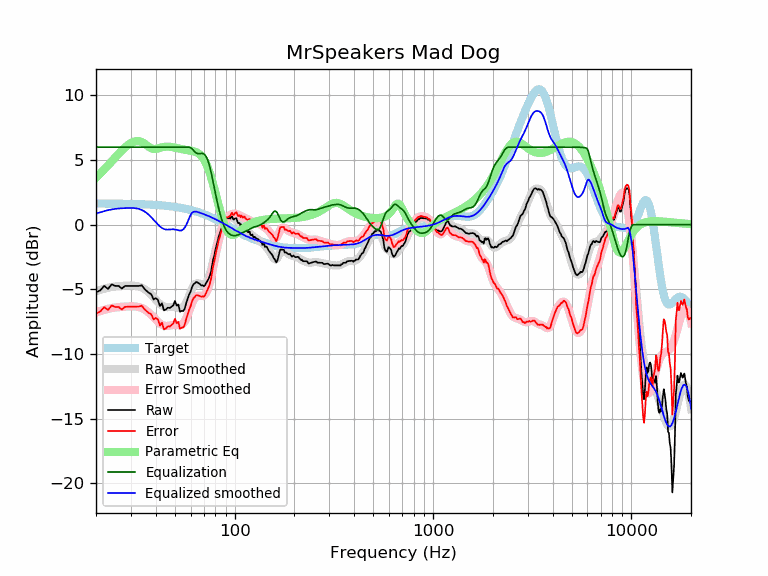 MrSpeakers Mad Dog
Amplitude (dBr)
10
5
0
−5
−10
−15
−20
Target
Raw Smoothed
Error Smoothed
Raw
Error
Parametric Eq
Equalization
Equalized smoothed
100
1000
10000
Frequency (Hz)